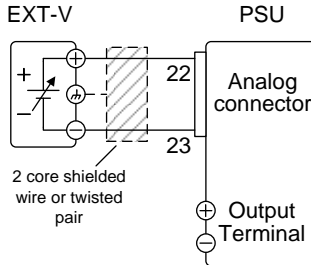 EXT-V
PSU
+
−
+
−
22
23
Analog
connector
2 core shielded
wire or twisted
pair
+
−
Output
Terminal